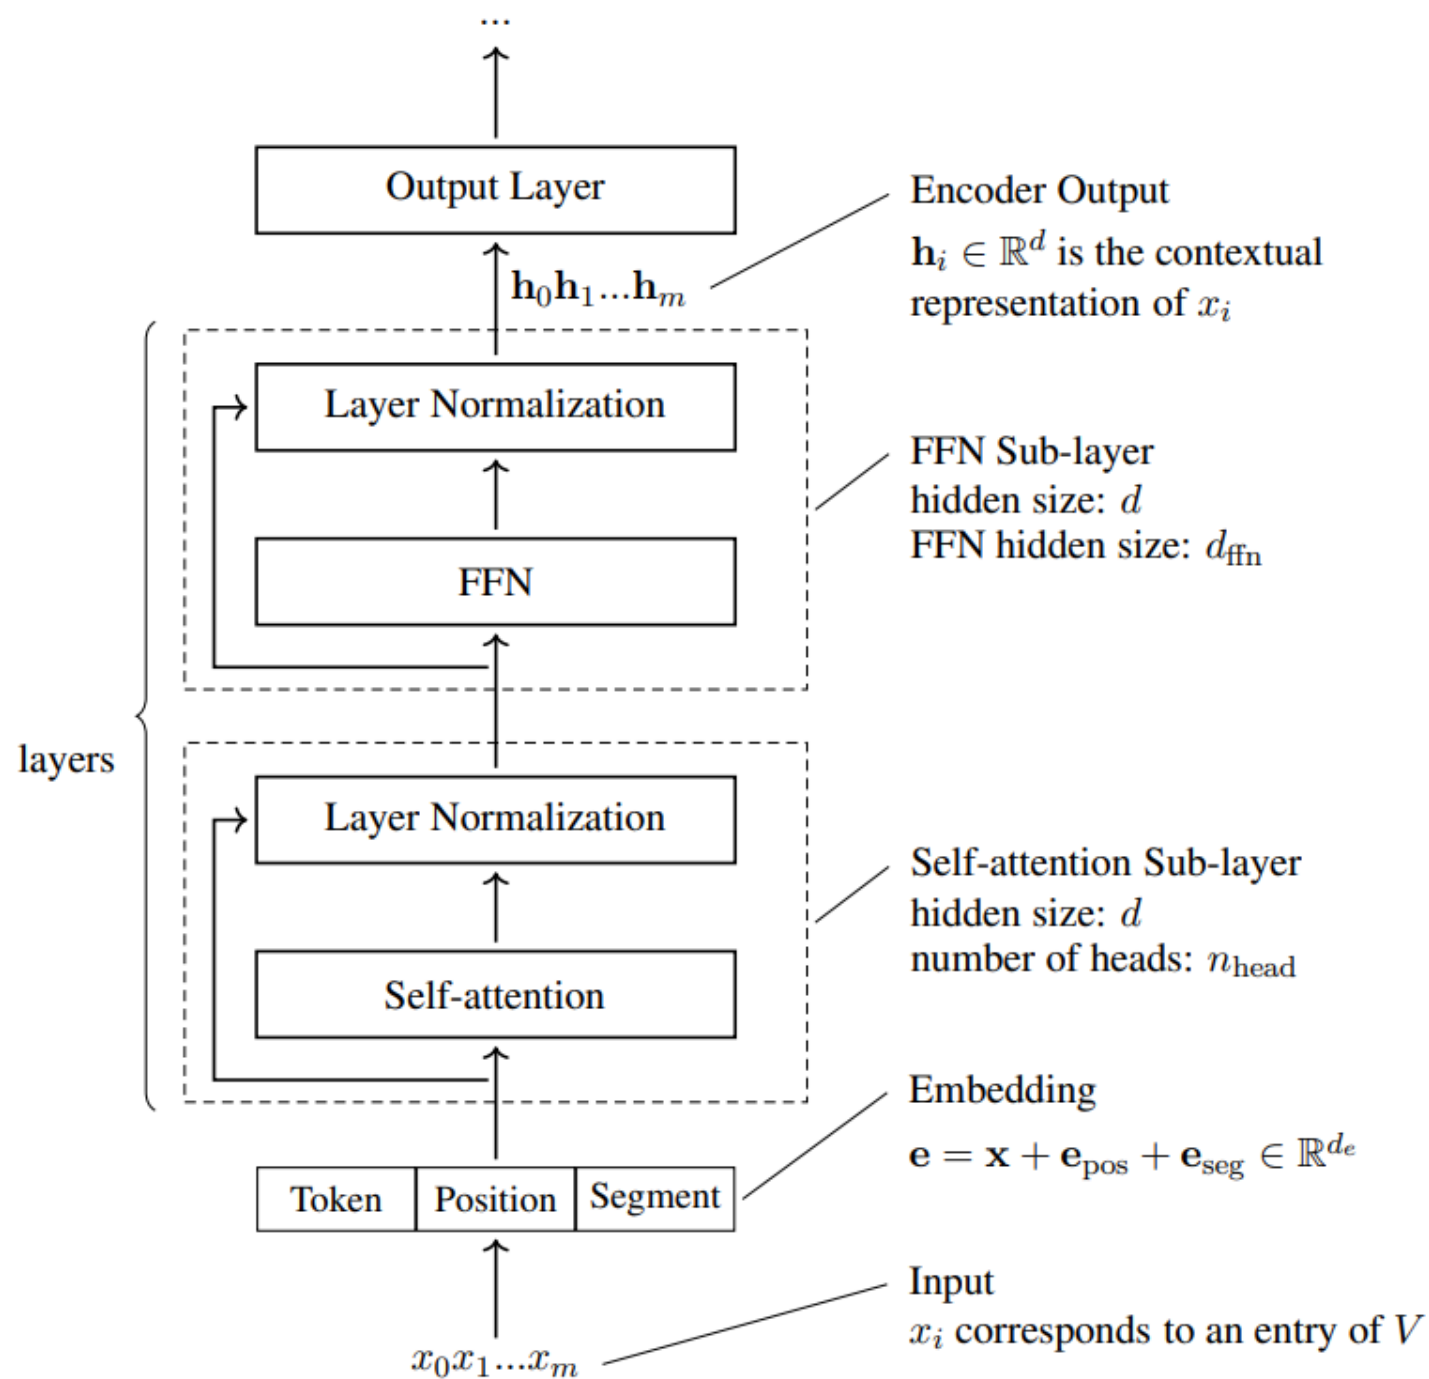 ...
Output Layer
Encoder Output
𝐡ᵢ ∈ ℝᵈ is the contextual
representation of xᵢ
𝐡₀𝐡₁...𝐡ₘ
Layer Normalization
FFN Sub-layer
hidden size: d
FFN hidden size: d_ffn
FFN
layers
Layer Normalization
Self-attention Sub-layer
hidden size: d
number of heads: n_head
Self-attention
Embedding
𝐞 = 𝐱 + 𝐞_pos + 𝐞_seg ∈ ℝ^{d_e}
Token Position Segment
Input
xᵢ corresponds to an entry of V
x₀x₁...xₘ